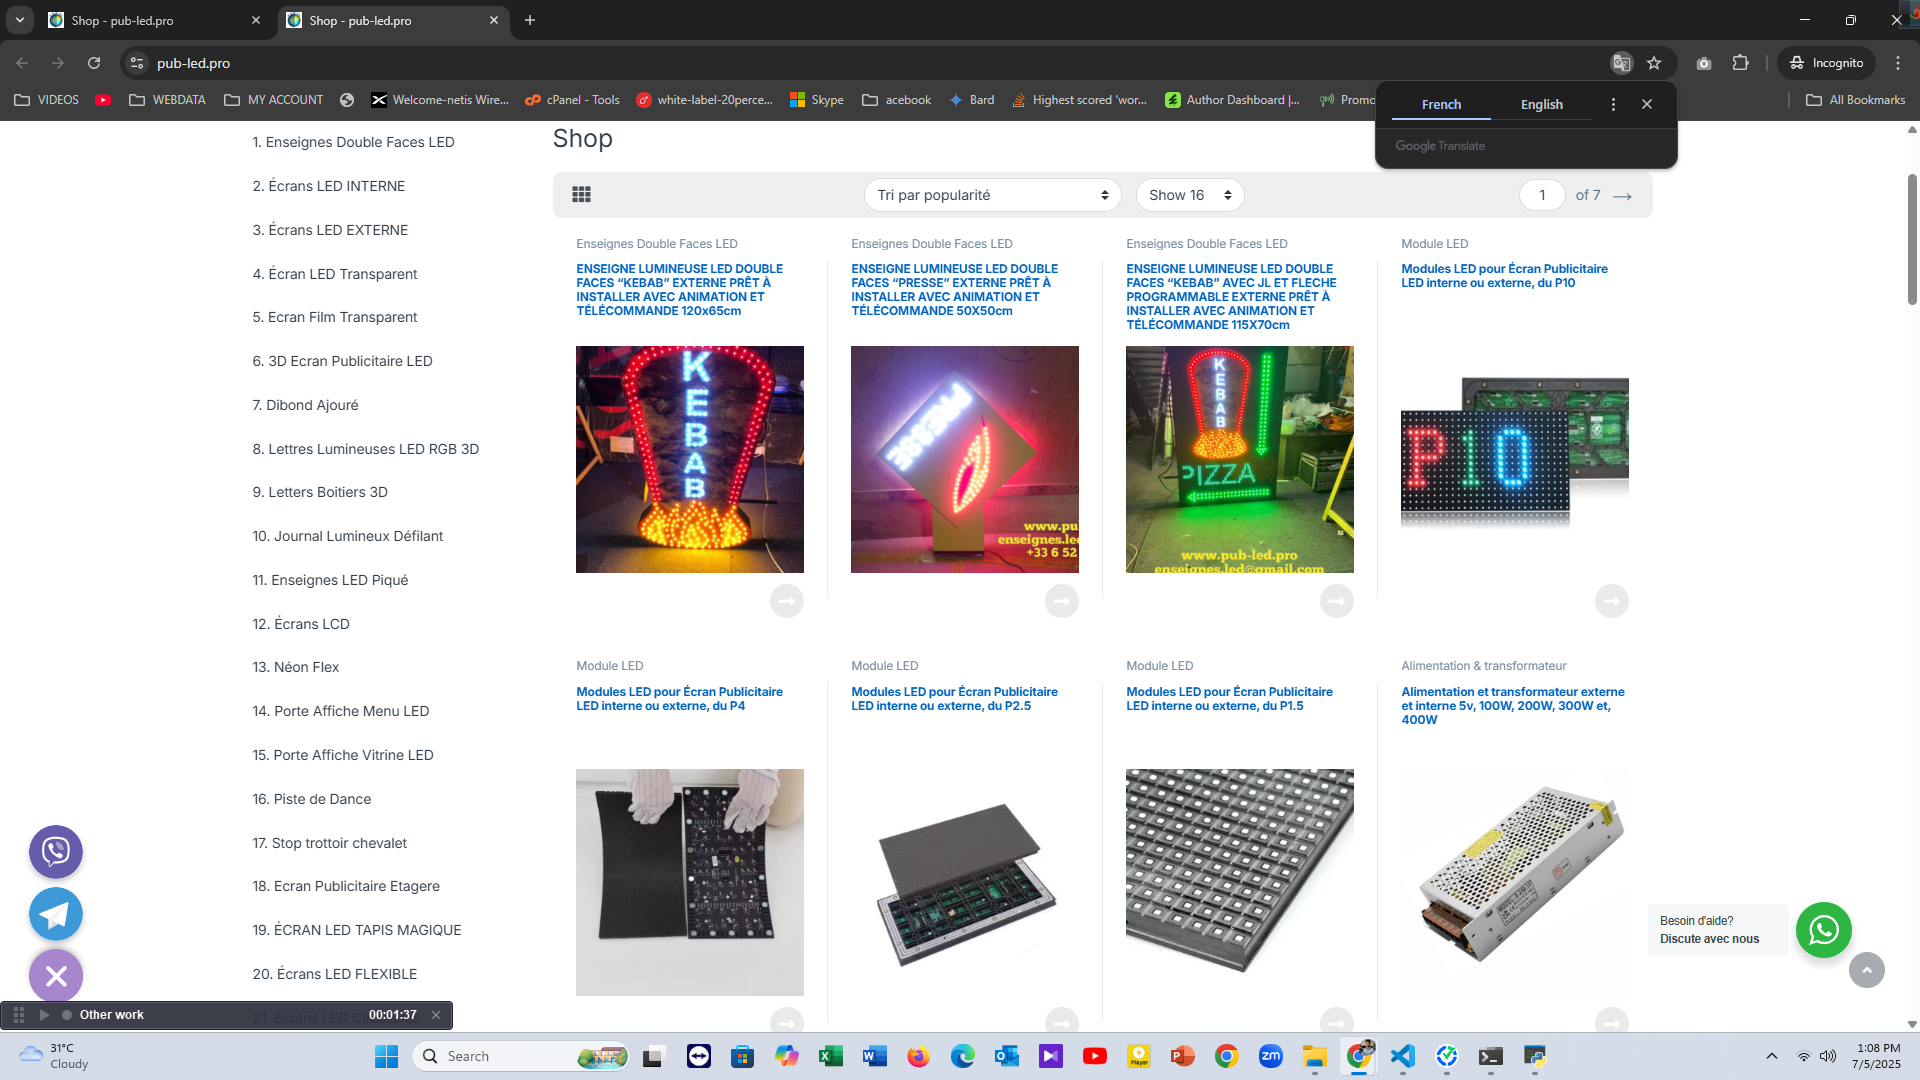 Shop - pub-led.pro
Shop - pub-led.pro
pub-led.pro
Incognito
VIDEOS
WEBDATA
MY ACCOUNT
Welcome-netis Wire...
cPanel - Tools
white-label-20perce...
Skype
acebook
Bard
Highest scored 'wor...
Author Dashboard |...
Promo
All Bookmarks
French
English
Google Translate
1. Enseignes Double Faces LED
2. Écrans LED INTERNE
3. Écrans LED EXTERNE
4. Écran LED Transparent
5. Ecran Film Transparent
6. 3D Ecran Publicitaire LED
7. Dibond Ajouré
8. Lettres Lumineuses LED RGB 3D
9. Letters Boitiers 3D
10. Journal Lumineux Défilant
11. Enseignes LED Piqué
12. Écrans LCD
13. Néon Flex
14. Porte Affiche Menu LED
15. Porte Affiche Vitrine LED
16. Piste de Dance
17. Stop trottoir chevalet
18. Ecran Publicitaire Etagere
19. ÉCRAN LED TAPIS MAGIQUE
20. Écrans LED FLEXIBLE
Shop
Tri par popularité
Show 16
1
of 7 →
Enseignes Double Faces LED
ENSEIGNE LUMINEUSE LED DOUBLE
FACES “KEBAB” EXTERNE PRÊT À
INSTALLER AVEC ANIMATION ET
TÉLÉCOMMANDE 120x65cm
KEBAB
Enseignes Double Faces LED
ENSEIGNE LUMINEUSE LED DOUBLE
FACES “PRESSE” EXTERNE PRÊT À
INSTALLER AVEC ANIMATION ET
TÉLÉCOMMANDE 50X50cm
PRESSE
www.pu
enseignes.le
+33 6 52
Enseignes Double Faces LED
ENSEIGNE LUMINEUSE LED DOUBLE
FACES “KEBAB” AVEC JL ET FLECHE
PROGRAMMABLE EXTERNE PRÊT À
INSTALLER AVEC ANIMATION ET
TÉLÉCOMMANDE 115X70cm
KEBAB
PIZZA
www.pub-led.pro
enseignes.led@gmail.com
Module LED
Modules LED pour Écran Publicitaire
LED interne ou externe, du P10
P10
Module LED
Modules LED pour Écran Publicitaire
LED interne ou externe, du P4
Module LED
Modules LED pour Écran Publicitaire
LED interne ou externe, du P2.5
Module LED
Modules LED pour Écran Publicitaire
LED interne ou externe, du P1.5
Alimentation & transformateur
Alimentation et transformateur externe
et interne 5v, 100W, 200W, 300W et,
400W
Besoin d'aide?
Discute avec nous
Other work
00:01:37
31°C
Cloudy
Search
Player
zm
1:08 PM
7/5/2025